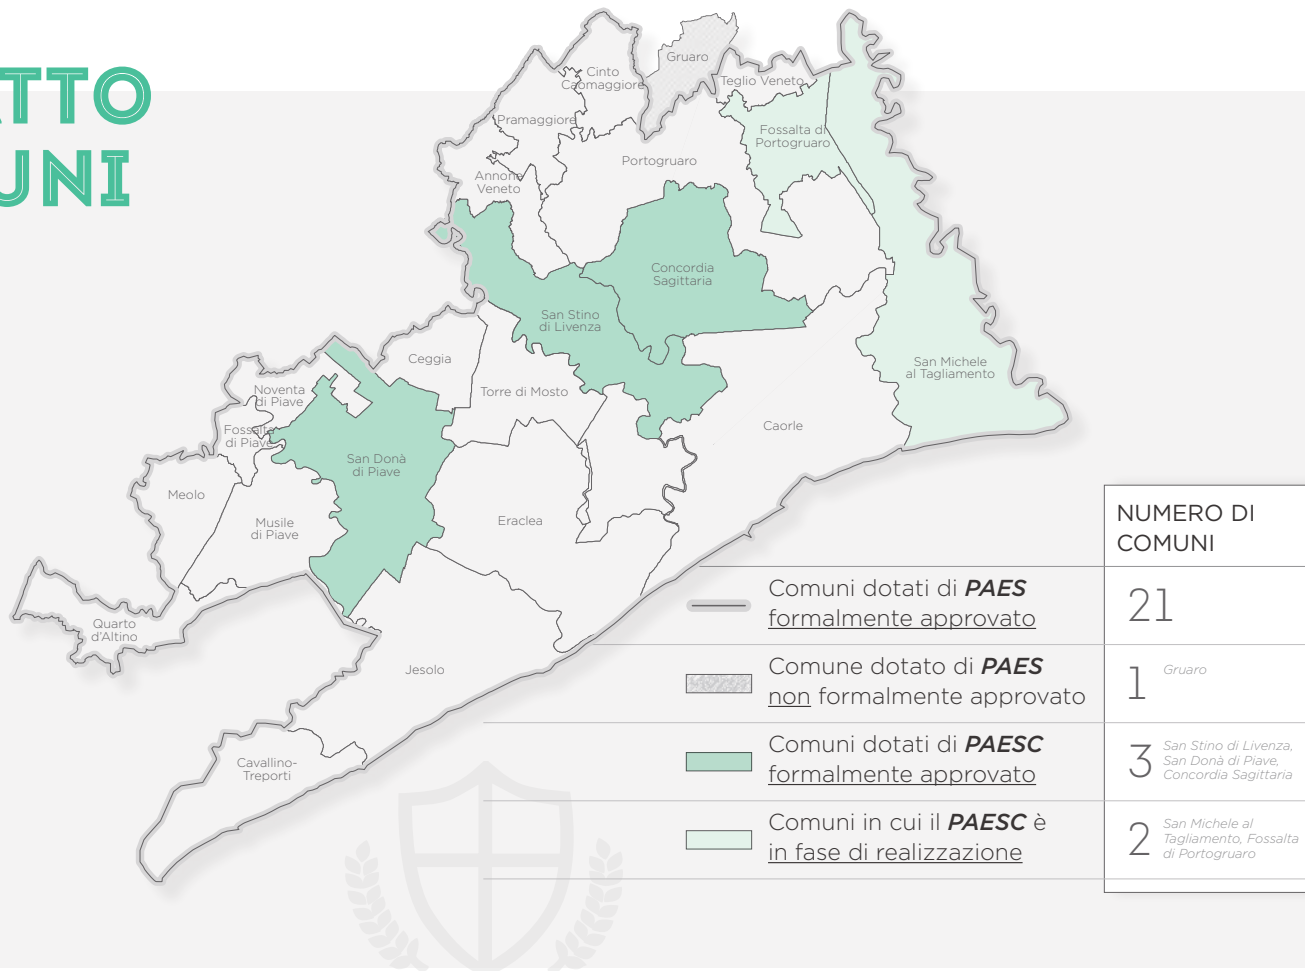 ATTO
UNI
Gruaro
Cinto
Caomaggiore
Teglio Veneto
Pramaggiore
Fossalta di
Portogruaro
Portogruaro
Annone
Veneto
Concordia
Sagittaria
San Stino
di Livenza
Ceggia
San Michele
al Tagliamento
Noventa
di Piave
Torre di Mosto
Caorle
Fossalta
di Piave
San Donà
di Piave
Meolo
Musile
di Piave
Eraclea
Quarto
d'Altino
Jesolo
Cavallino-
Treporti
NUMERO DI
COMUNI
Comuni dotati di PAES
formalmente approvato
21
Comune dotato di PAES
non formalmente approvato
1 Gruaro
Comuni dotati di PAESC
formalmente approvato
3 San Stino di Livenza,
San Donà di Piave,
Concordia Sagittaria
Comuni in cui il PAESC è
in fase di realizzazione
2 San Michele al
Tagliamento, Fossalta
di Portogruaro